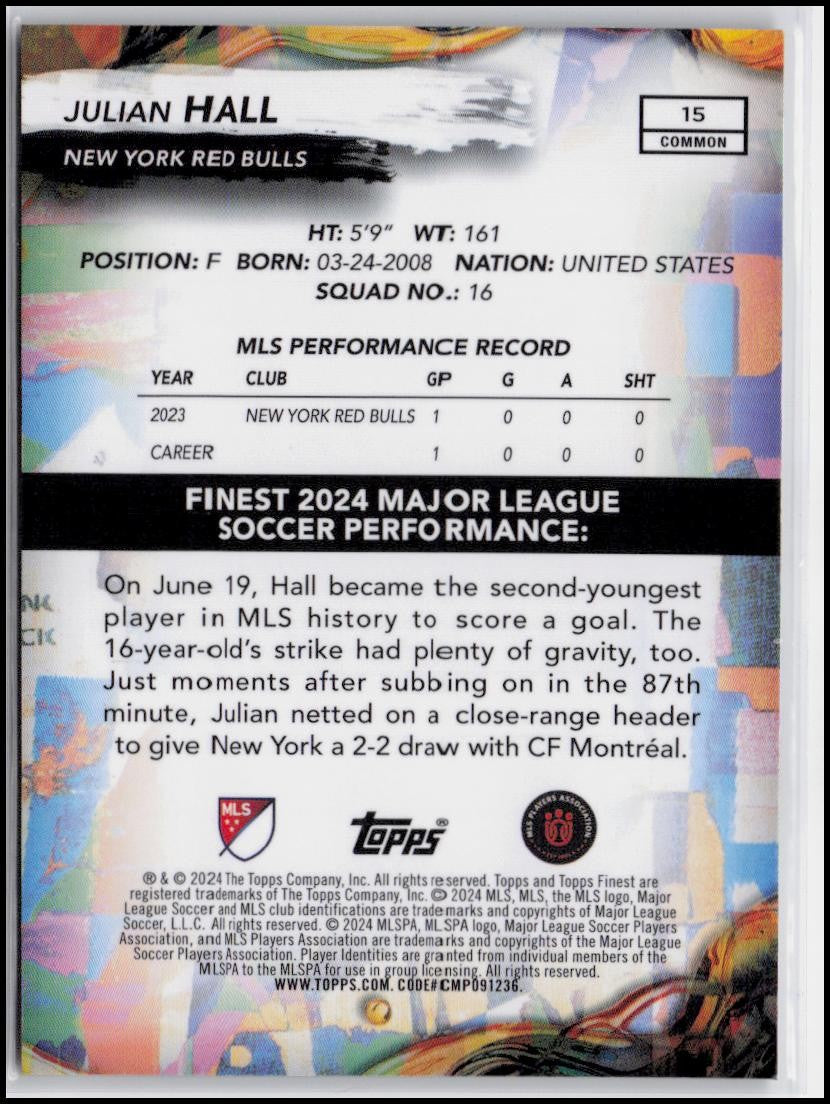 JULIAN HALL
NEW YORK RED BULLS
15
COMMON
HT: 5'9" WT: 161
POSITION: F BORN: 03-24-2008 NATION: UNITED STATES
SQUAD NO.: 16
MLS PERFORMANCE RECORD
YEAR CLUB GP G A SHT
2023 NEW YORK RED BULLS 1 0 0 0
CAREER 1 0 0 0
FINEST 2024 MAJOR LEAGUE
SOCCER PERFORMANCE:
On June 19, Hall became the second-youngest
player in MLS history to score a goal. The
16-year-old's strike had plenty of gravity, too.
Just moments after subbing on in the 87th
minute, Julian netted on a close-range header
to give New York a 2-2 draw with CF Montréal.
MLS
topps®
MLS PLAYERS ASSOCIATION
® & © 2024 The Topps Company, Inc. All rights reserved. Topps and Topps Finest are
registered trademarks of The Topps Company, Inc. © 2024 MLS, MLS, the MLS logo, Major
League Soccer and MLS club identifications are trademarks and copyrights of Major League
Soccer, L.L.C. All rights reserved. © 2024 MLSPA, MLSPA logo, Major League Soccer Players
Association, and MLS Players Association are trademarks and copyrights of the Major League
Soccer Players Association. Player Identities are granted from individual members of the
MLSPA to the MLSPA for use in group licensing. All rights reserved.
WWW.TOPPS.COM. CODE#CMP091236.